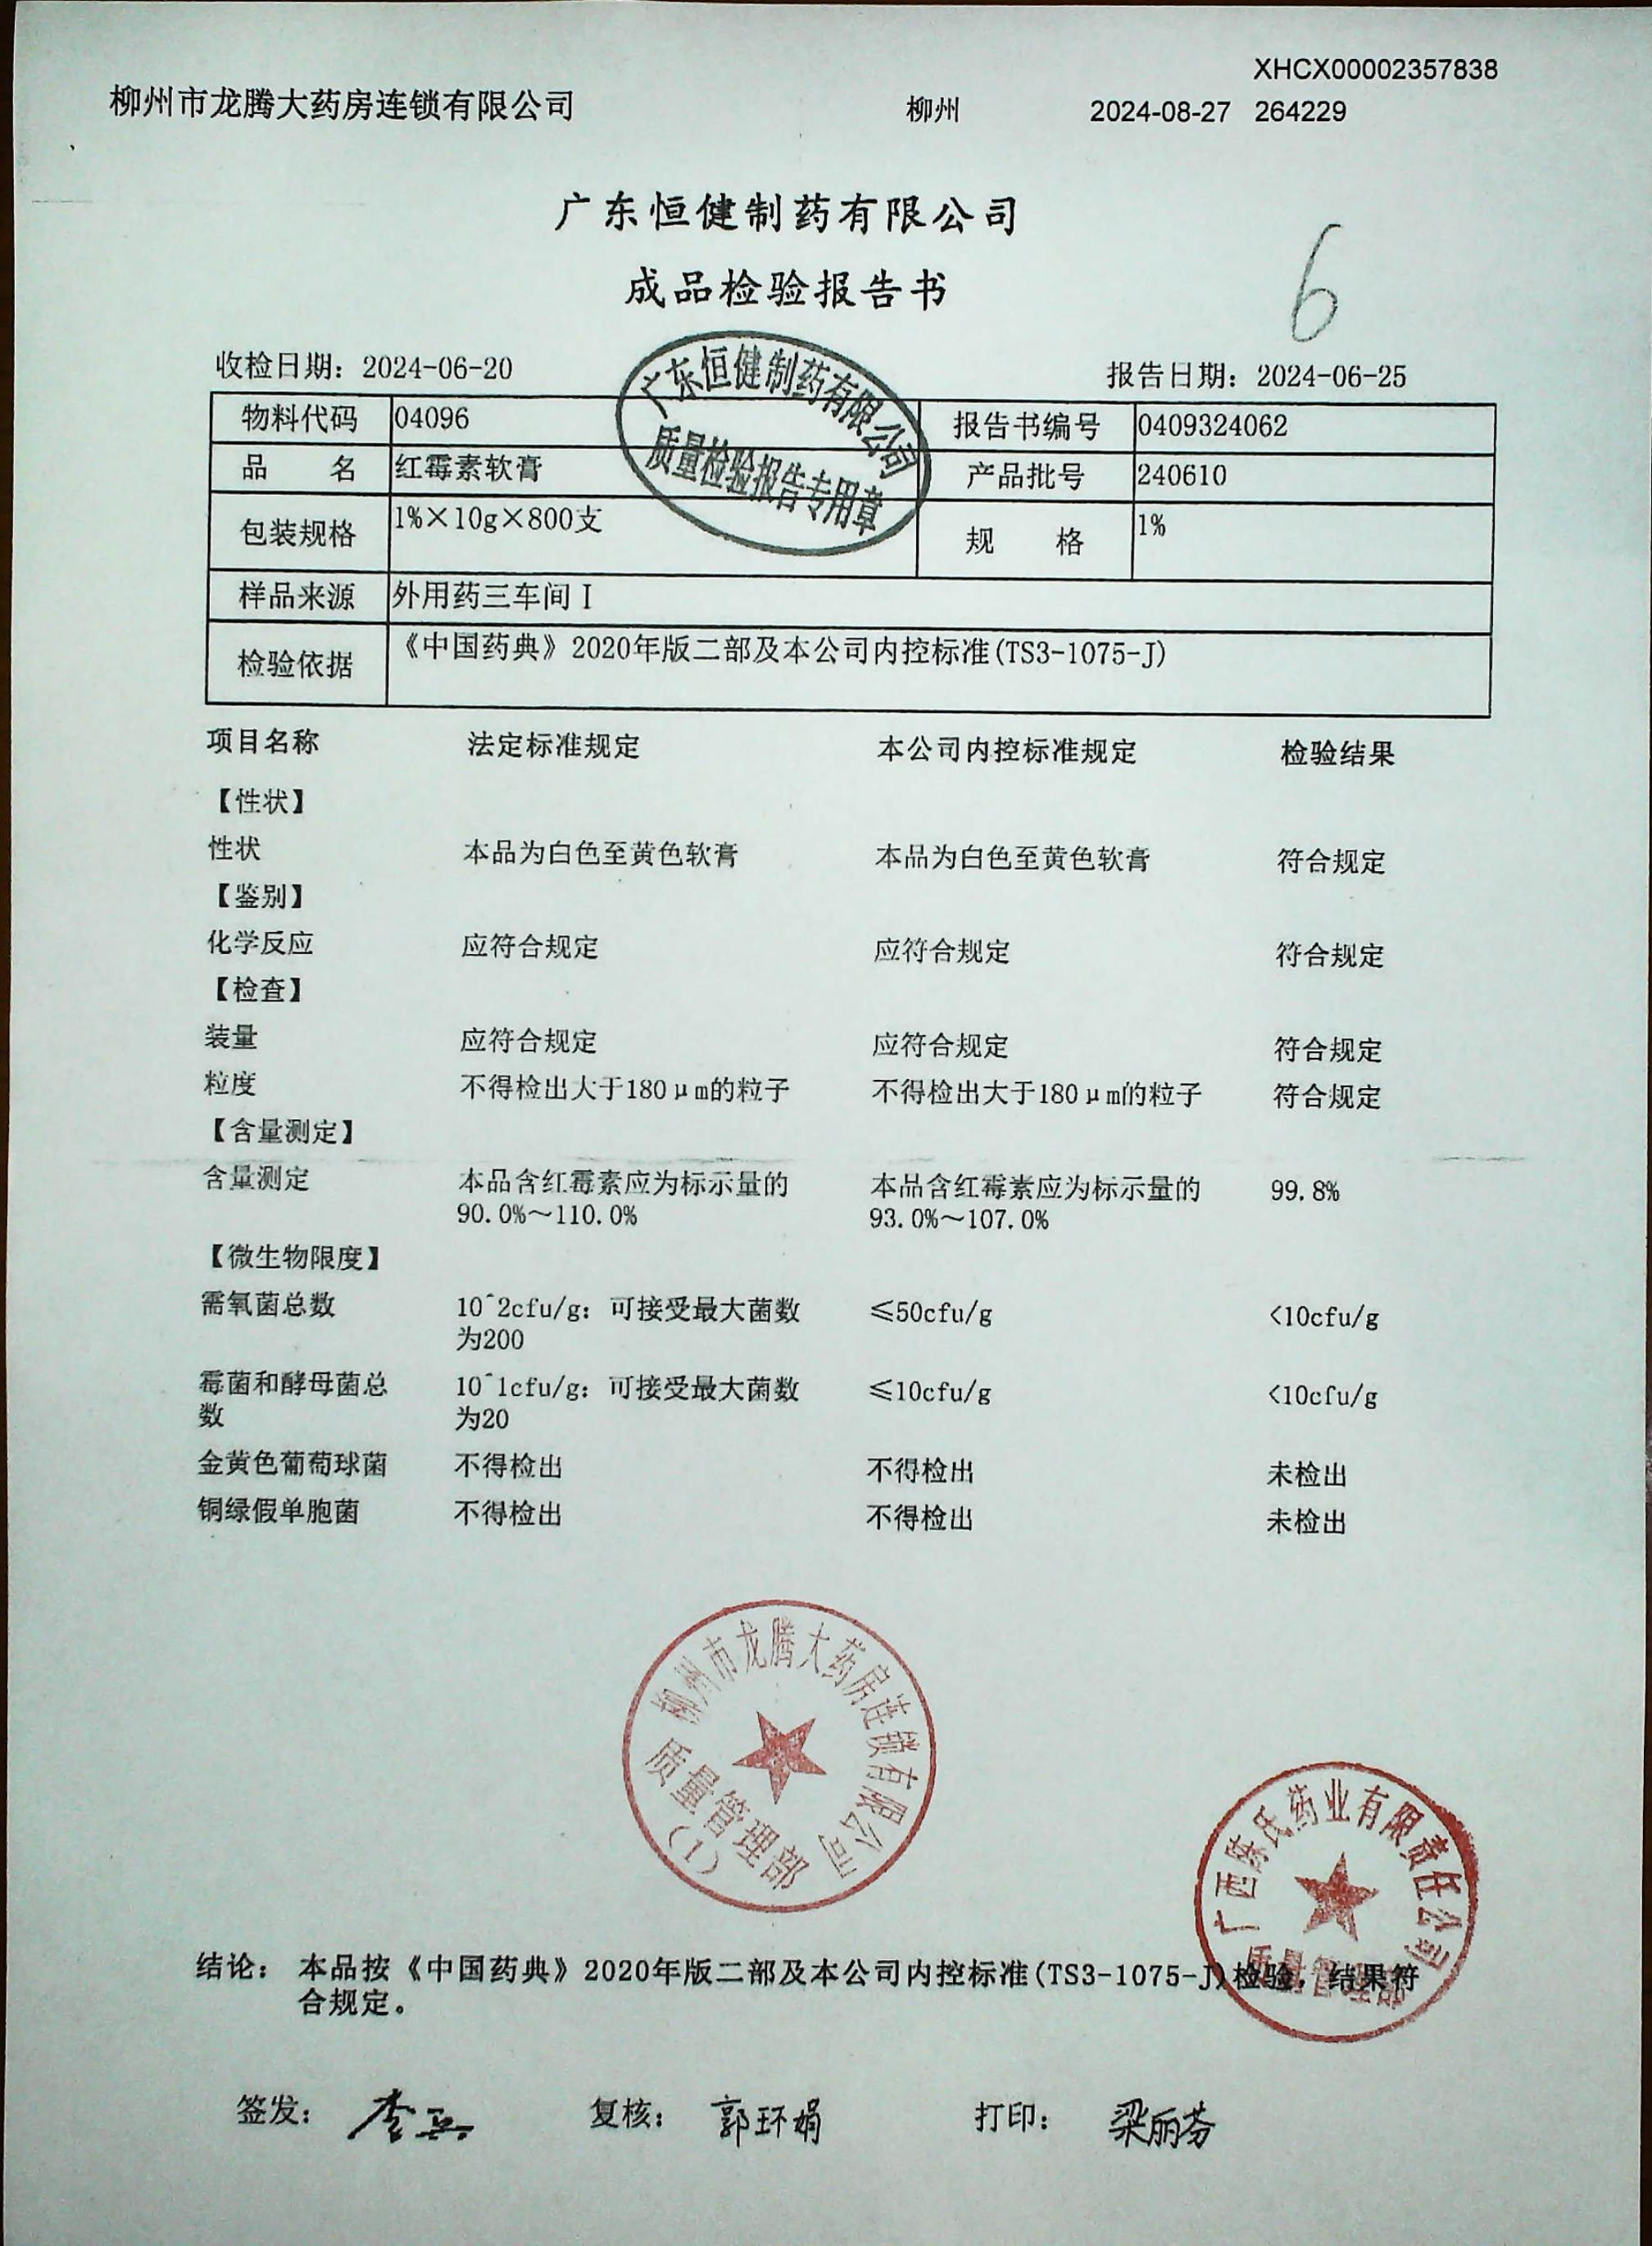 XHCX00002357838
柳州市龙腾大药房连锁有限公司 柳州 2024-08-27 264229
广东恒健制药有限公司
成品检验报告书
6
收检日期：2024-06-20 报告日期：2024-06-25
广东恒健制药有限公司
质量检验报告专用章
物料代码 04096 报告书编号 0409324062
品 名 红霉素软膏 产品批号 240610
包装规格 1%×10g×800支 规 格 1%
样品来源 外用药三车间Ⅰ
检验依据 《中国药典》2020年版二部及本公司内控标准(TS3-1075-J)
项目名称 法定标准规定 本公司内控标准规定 检验结果
【性状】
性状 本品为白色至黄色软膏 本品为白色至黄色软膏 符合规定
【鉴别】
化学反应 应符合规定 应符合规定 符合规定
【检查】
装量 应符合规定 应符合规定 符合规定
粒度 不得检出大于180μm的粒子 不得检出大于180μm的粒子 符合规定
【含量测定】
含量测定 本品含红霉素应为标示量的 本品含红霉素应为标示量的 99.8%
90.0%～110.0% 93.0%～107.0%
【微生物限度】
需氧菌总数 10^2cfu/g：可接受最大菌数 ≤50cfu/g <10cfu/g
为200
霉菌和酵母菌总 10^1cfu/g：可接受最大菌数 ≤10cfu/g <10cfu/g
数 为20
金黄色葡萄球菌 不得检出 不得检出 未检出
铜绿假单胞菌 不得检出 不得检出 未检出
柳州市龙腾大药房连锁有限公司
质量管理部
（1）
广西陈氏药业有限责任公司
结论： 本品按《中国药典》2020年版二部及本公司内控标准(TS3-1075-J)检验，结果符
合规定。
签发： 复核： 郭环娟 打印： 梁丽芬